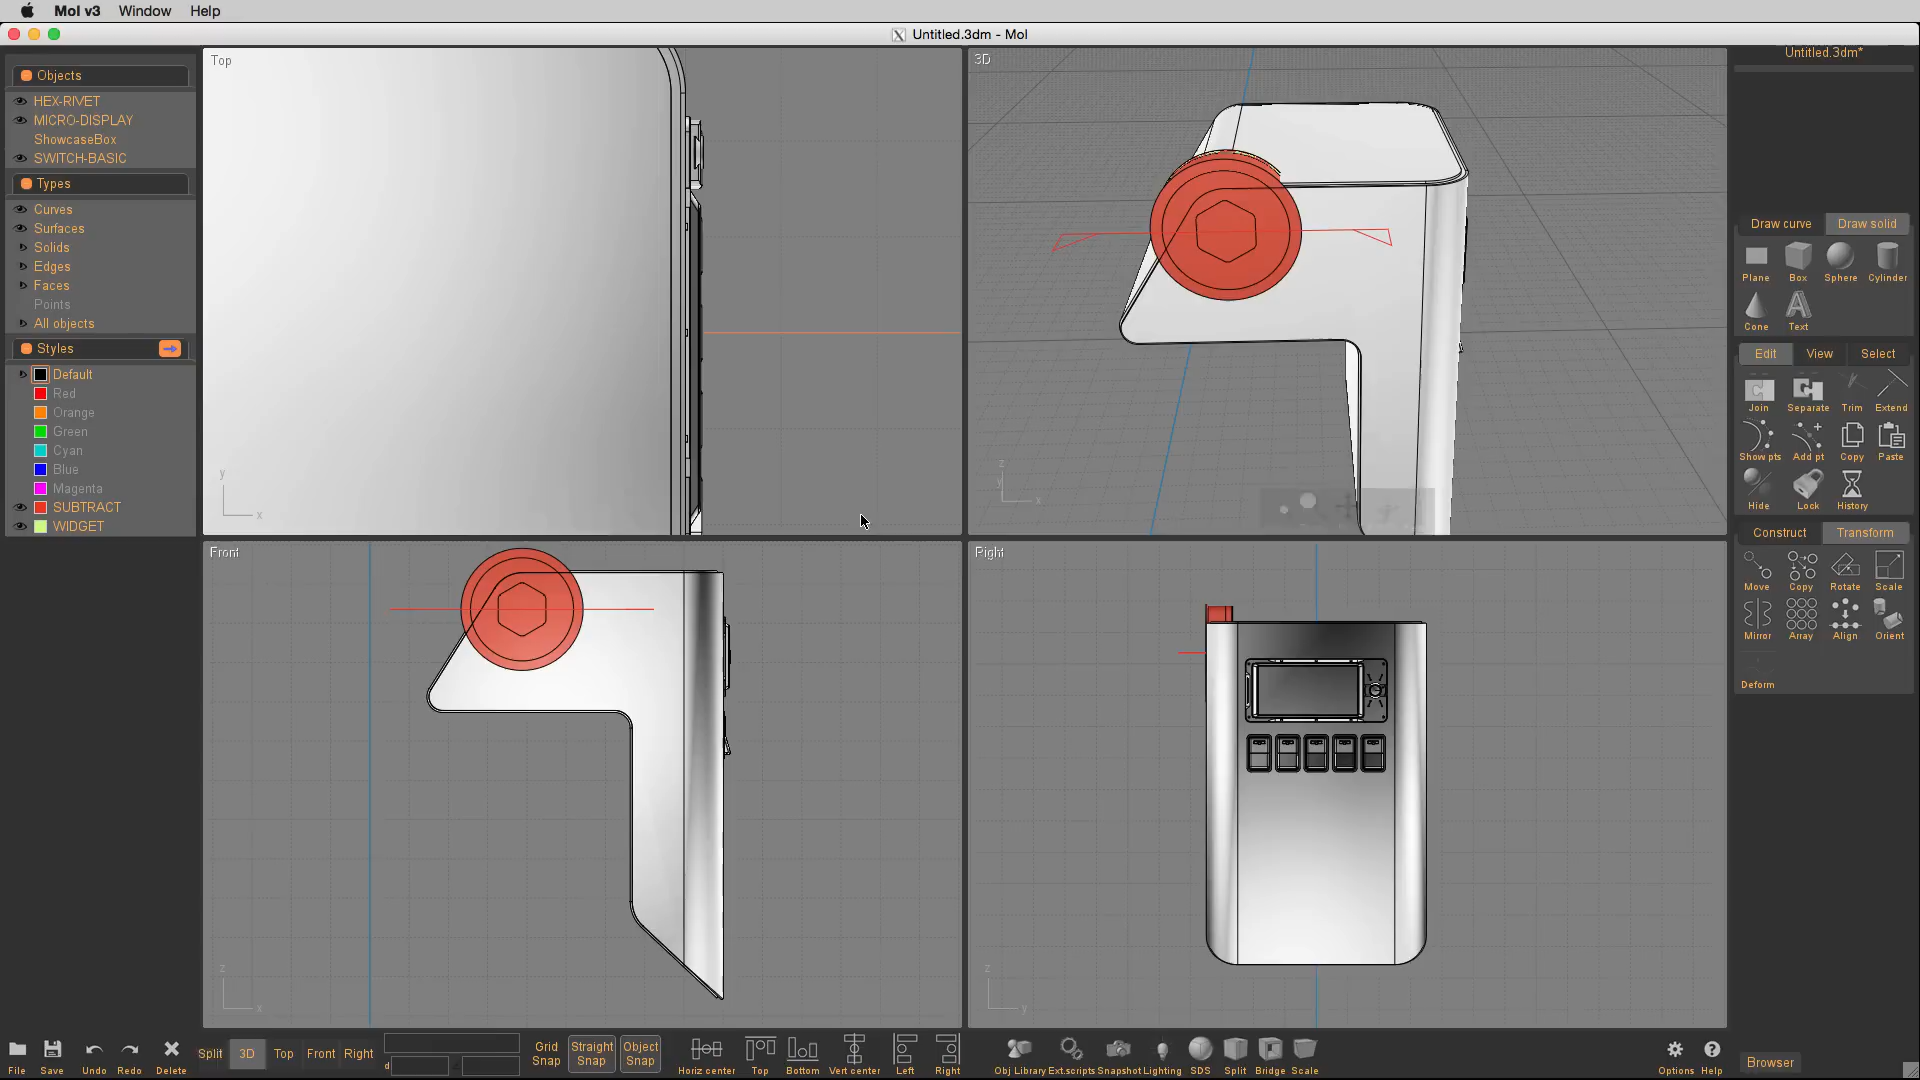 MoI v3 Window Help
Untitled.3dm - MoI
Objects
HEX-RIVET
MICRO-DISPLAY
ShowcaseBox
SWITCH-BASIC
Types
Curves
Surfaces
Solids
Edges
Faces
Points
All objects
Styles
Default
Red
Orange
Green
Cyan
Blue
Magenta
SUBTRACT
WIDGET
Top
y
x
3D
z
y
x
Front
z
x
Right
z
y
Untitled.3dm*
Draw curve Draw solid
Plane Box Sphere Cylinder
Cone Text
Edit View Select
Join Separate Trim Extend
Show pts Add pt Copy Paste
Hide Lock History
Construct Transform
Move Copy Rotate Scale
Mirror Array Align Orient
Deform
File Save Undo Redo Delete
Split 3D Top Front Right
d
Grid Snap
Straight Snap
Object Snap
Horiz center Top Bottom Vert center Left Right
Obj Library Ext.scripts Snapshot Lighting SDS Split Bridge Scale
Options Help
Browser